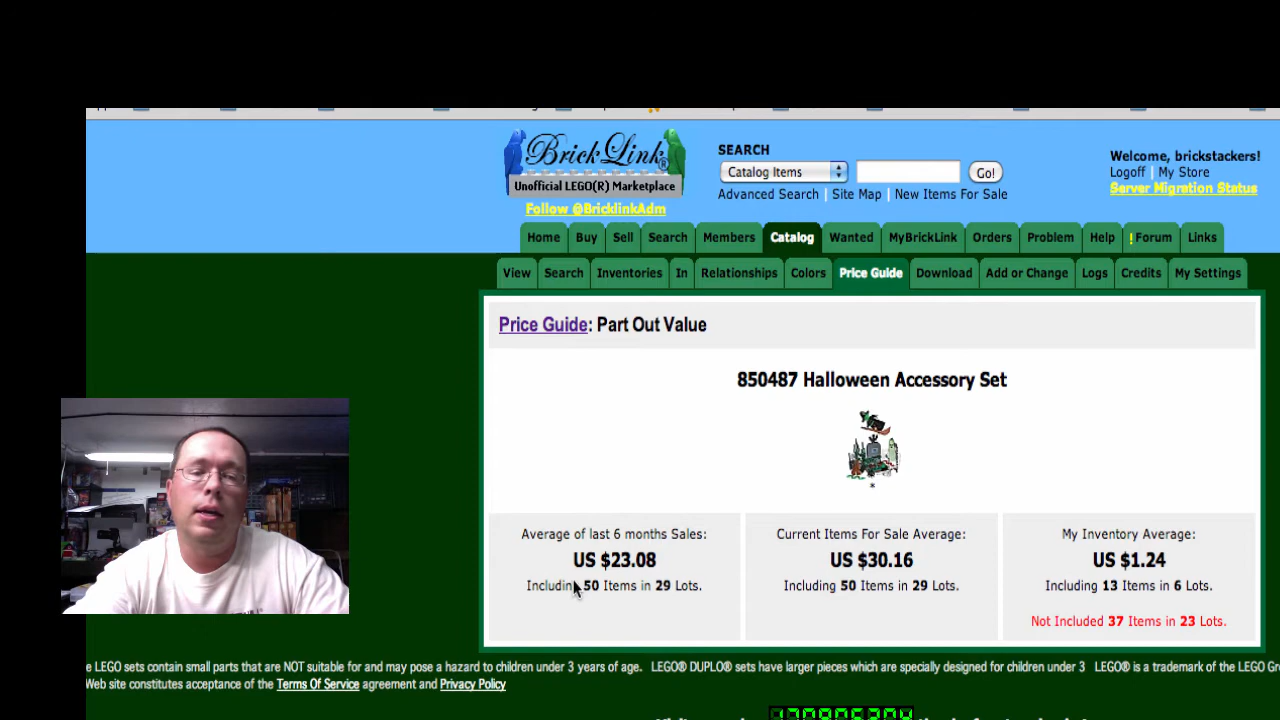 BrickLink®
Unofficial LEGO(R) Marketplace
Follow @BricklinkAdm
SEARCH
Catalog Items
Go!
Advanced Search | Site Map | New Items For Sale
Welcome, brickstackers!
Logoff | My Store
Server Migration Status
Home Buy Sell Search Members Catalog Wanted MyBrickLink Orders Problem Help ! Forum Links
View Search Inventories In Relationships Colors Price Guide Download Add or Change Logs Credits My Settings
Price Guide: Part Out Value
850487 Halloween Accessory Set
*
Average of last 6 months Sales:
US $23.08
Including 50 Items in 29 Lots.
Current Items For Sale Average:
US $30.16
Including 50 Items in 29 Lots.
My Inventory Average:
US $1.24
Including 13 Items in 6 Lots.
Not Included 37 Items in 23 Lots.
e LEGO sets contain small parts that are NOT suitable for and may pose a hazard to children under 3 years of age. LEGO® DUPLO® sets have larger pieces which are specially designed for children under 3 LEGO® is a trademark of the LEGO Gr
Web site constitutes acceptance of the Terms Of Service agreement and Privacy Policy